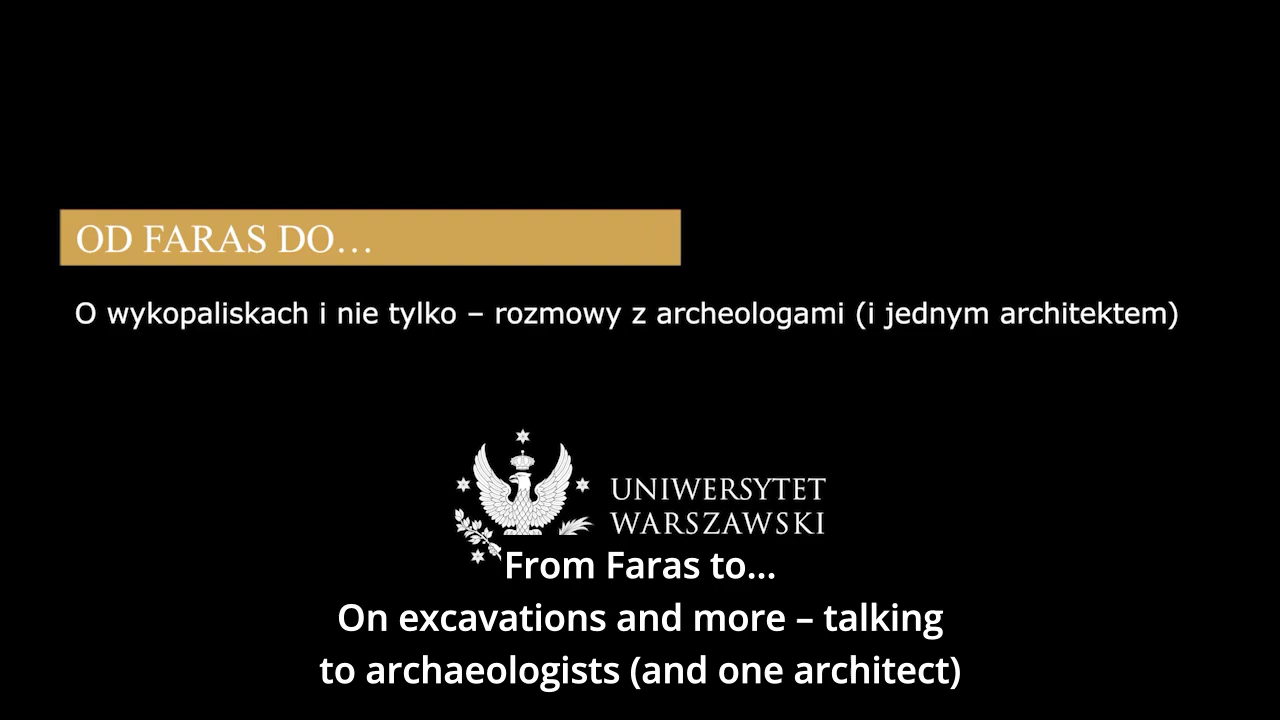 OD FARAS DO…
O wykopaliskach i nie tylko – rozmowy z archeologami (i jednym architektem)
UNIWERSYTET
WARSZAWSKI
From Faras to...
On excavations and more – talking
to archaeologists (and one architect)